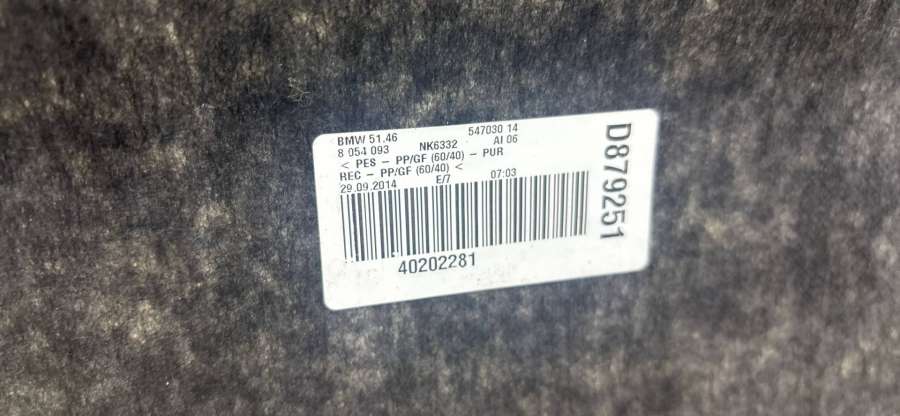 BMW 51.46 547030 14
8 054 093 NK6332 AI 06
< PES - PP/GF (60/40) - PUR
REC - PP/GF (60/40) <
29.09.2014 E/7 07:03
40202281
D879251